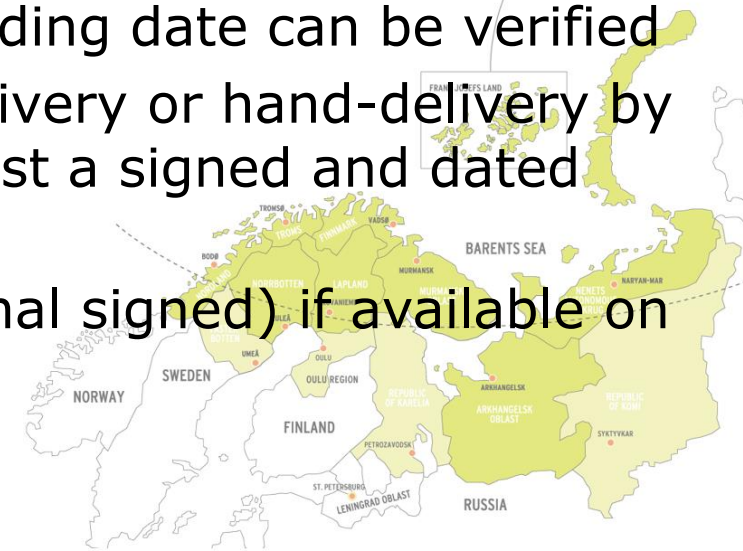 ding date can be verified
ivery or hand-delivery by
st a signed and dated
nal signed) if available on
FRANZ JOSEFS LAND
TROMSØ
TROMS
FINNMARK
VADSØ
BARENTS SEA
BODØ
MURMANSK
NARYAN-MAR
NORRBOTTEN
LAPLAND
NENETS
UMEÅ
OULU
SWEDEN
OULU REGION
NORWAY
REPUBLIC
OF KARELIA
ARKHANGELSK
ARKHANGELSK
OBLAST
REPUBLIC
OF KOMI
FINLAND
SYKTYVKAR
PETROZAVODSK
ST. PETERSBURG
LENINGRAD OBLAST
RUSSIA